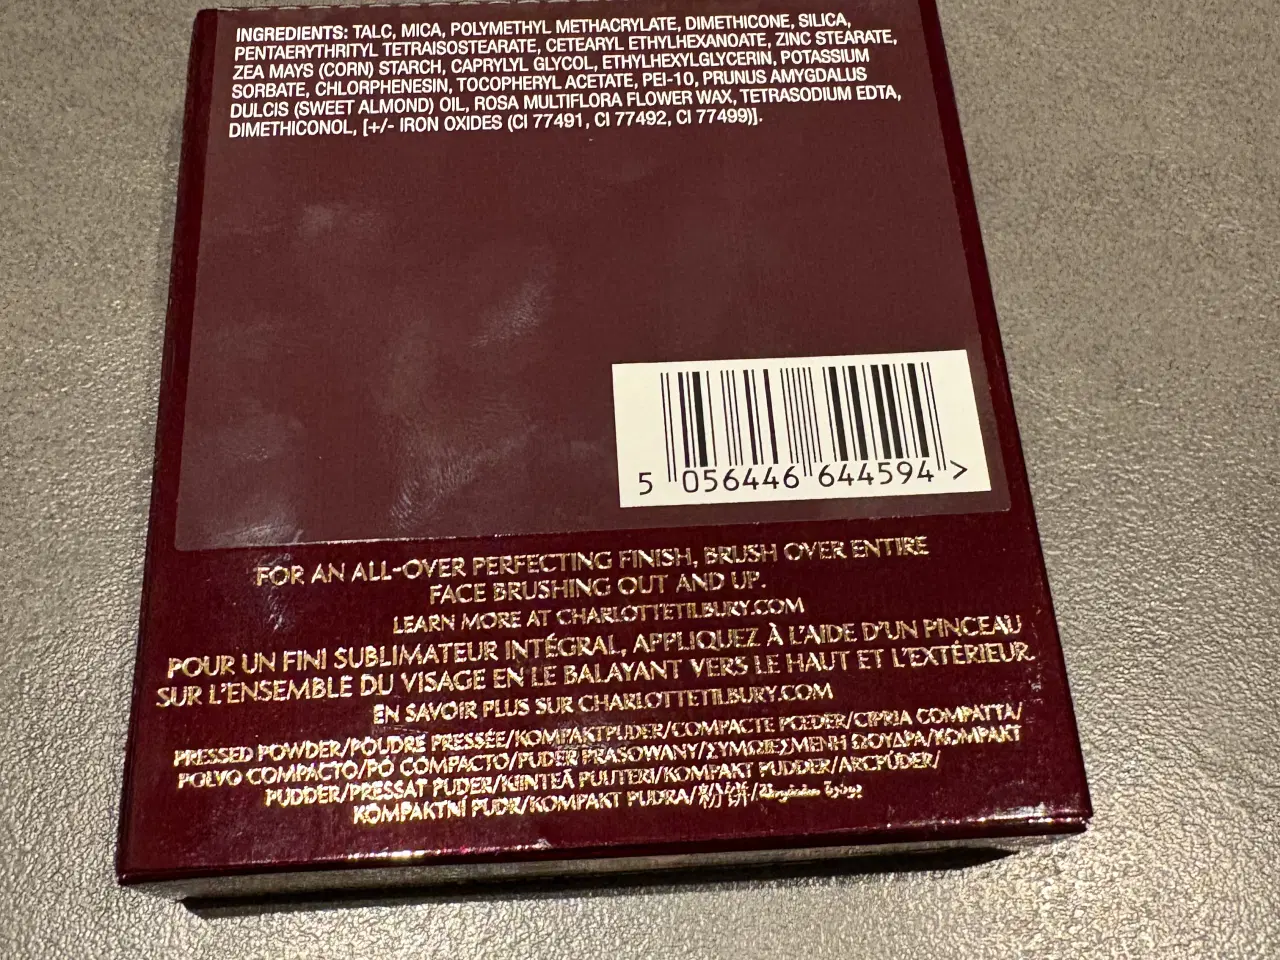 INGREDIENTS: TALC, MICA, POLYMETHYL METHACRYLATE, DIMETHICONE, SILICA,
PENTAERYTHRITYL TETRAISOSTEARATE, CETEARYL ETHYLHEXANOATE, ZINC STEARATE,
ZEA MAYS (CORN) STARCH, CAPRYLYL GLYCOL, ETHYLHEXYLGLYCERIN, POTASSIUM
SORBATE, CHLORPHENESIN, TOCOPHERYL ACETATE, PEI-10, PRUNUS AMYGDALUS
DULCIS (SWEET ALMOND) OIL, ROSA MULTIFLORA FLOWER WAX, TETRASODIUM EDTA,
DIMETHICONOL, [+/- IRON OXIDES (CI 77491, CI 77492, CI 77499)].
5 056446 644594 >
FOR AN ALL-OVER PERFECTING FINISH, BRUSH OVER ENTIRE
FACE BRUSHING OUT AND UP.
LEARN MORE AT CHARLOTTETILBURY.COM
POUR UN FINI SUBLIMATEUR INTÉGRAL, APPLIQUEZ À L'AIDE D'UN PINCEAU
SUR L'ENSEMBLE DU VISAGE EN LE BALAYANT VERS LE HAUT ET L'EXTÉRIEUR.
EN SAVOIR PLUS SUR CHARLOTTETILBURY.COM
PRESSED POWDER/POUDRE PRESSÉE/KOMPAKTPUDER/COMPACTE POEDER/CIPRIA COMPATTA/
POLVO COMPACTO/PÓ COMPACTO/PUDER PRASOWANY/ΣΥΜΠΙΕΣΜΕΝΗ ΠΟΥΔΡΑ/KOMPAKT
PUDDER/PRESSAT PUDER/KIINTEÄ PUUTERI/KOMPAKT PUDDER/ARCPÚDER/
KOMPAKTNÍ PUDR/KOMPAKT PUDRA/粉饼/